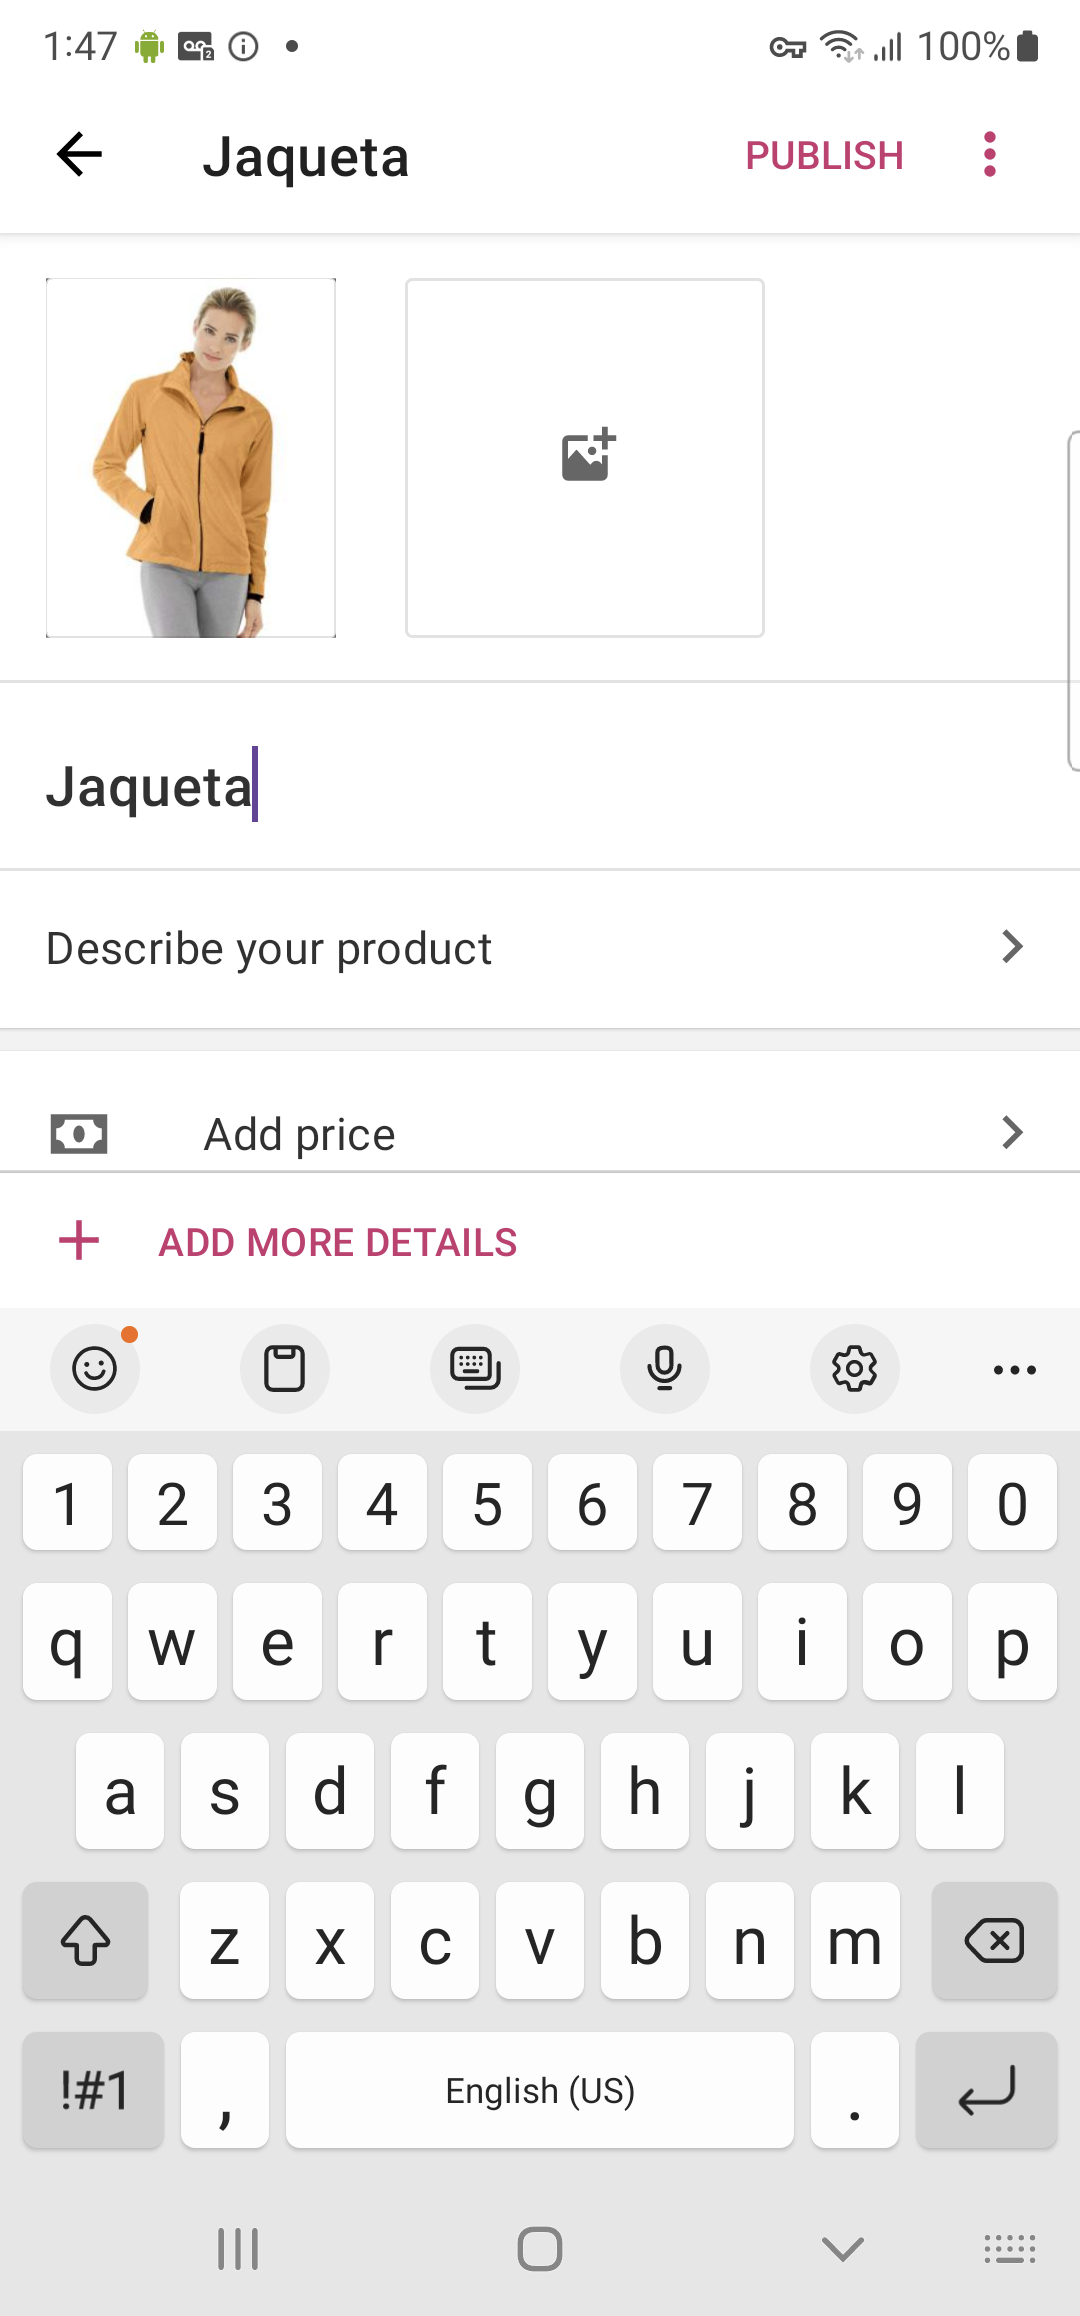 1:47 100%
Jaqueta PUBLISH
Jaqueta
Describe your product
Add price
ADD MORE DETAILS
1 2 3 4 5 6 7 8 9 0
q w e r t y u i o p
a s d f g h j k l
z x c v b n m
!#1 , English (US) .